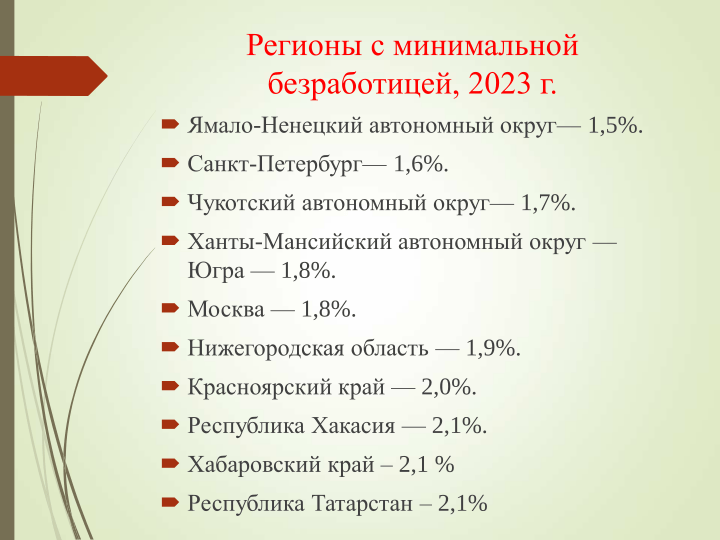 Регионы с минимальной
безработицей, 2023 г.
Ямало-Ненецкий автономный округ— 1,5%.
Санкт-Петербург— 1,6%.
Чукотский автономный округ— 1,7%.
Ханты-Мансийский автономный округ —
Югра — 1,8%.
Москва — 1,8%.
Нижегородская область — 1,9%.
Красноярский край — 2,0%.
Республика Хакасия — 2,1%.
Хабаровский край – 2,1 %
Республика Татарстан – 2,1%